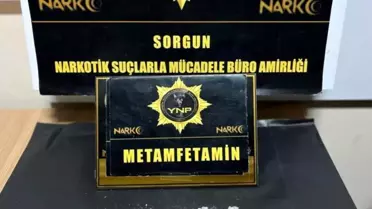 NARKO NARKO
SORGUN
NARKOTİK SUÇLARLA MÜCADELE BÜRO AMİRLİĞİ
YNP
NARKO NARKO
METAMFETAMİN